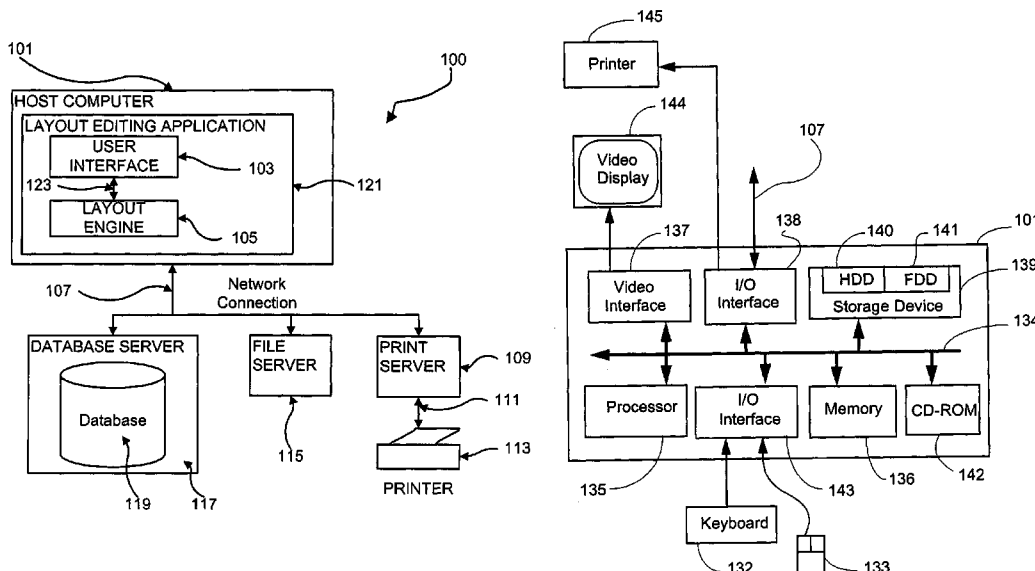 101
100
HOST COMPUTER
LAYOUT EDITING APPLICATION
USER
INTERFACE
103
123
121
LAYOUT
ENGINE
105
107
Network
Connection
DATABASE SERVER
Database
119
117
FILE
SERVER
115
PRINT
SERVER
109
111
113
PRINTER
145
Printer
144
Video
Display
107
137
138
140
141
101
139
Video
Interface
I/O
Interface
HDD
FDD
Storage Device
134
Processor
I/O
Interface
Memory
CD-ROM
135
143
136
142
Keyboard
132
133